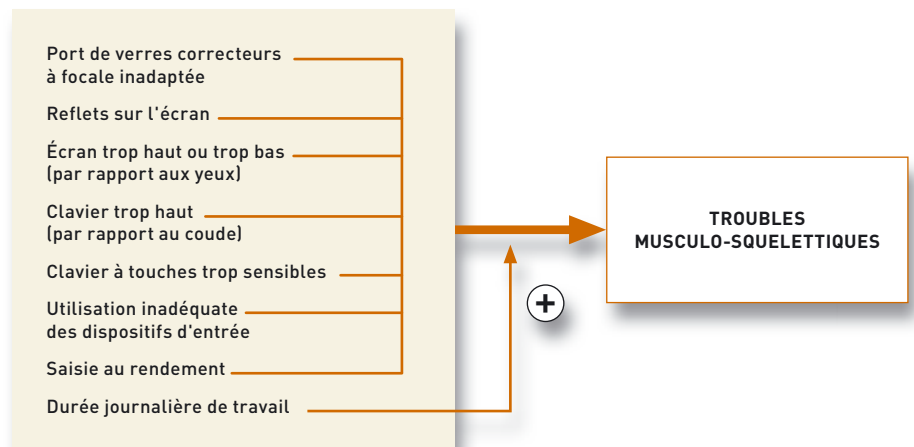 Port de verres correcteurs
à focale inadaptée
Reflets sur l'écran
Écran trop haut ou trop bas
(par rapport aux yeux)
Clavier trop haut
(par rapport au coude)
Clavier à touches trop sensibles
Utilisation inadéquate
des dispositifs d'entrée
Saisie au rendement
Durée journalière de travail
+
TROUBLES
MUSCULO-SQUELETTIQUES